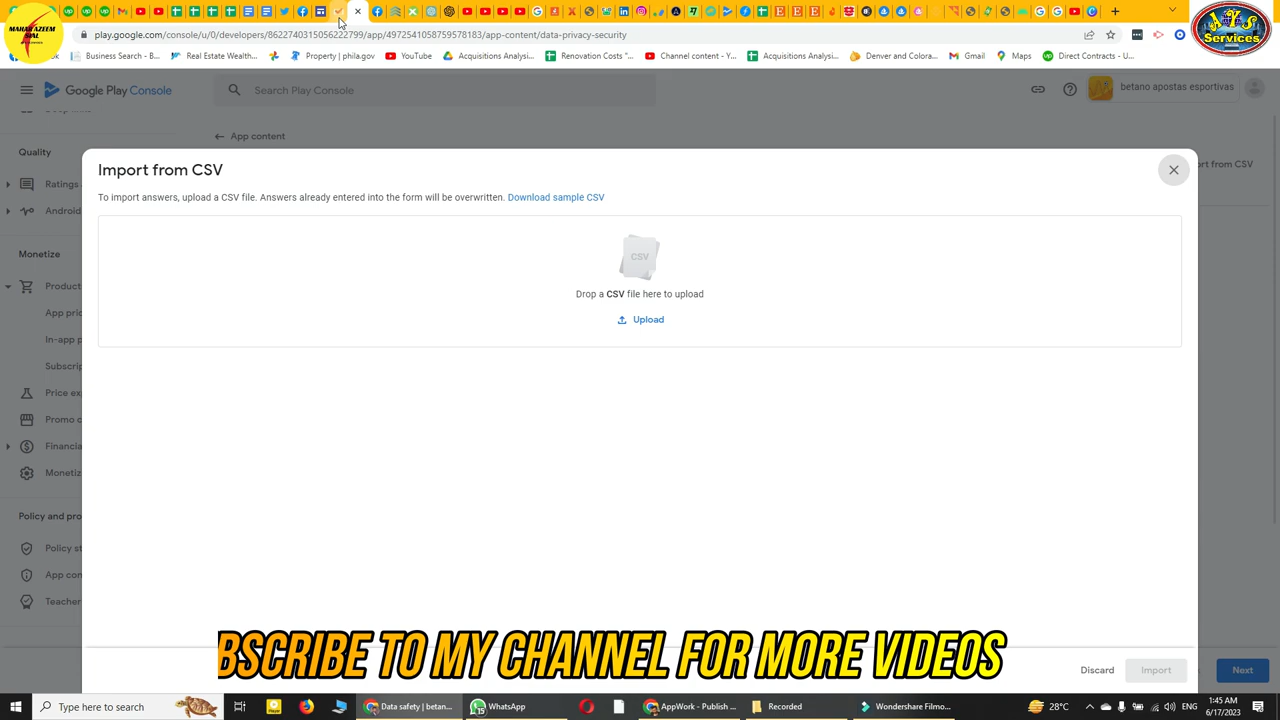 play.google.com/console/u/0/developers/8622740315056222799/app/4972541058759578183/app-content/data-privacy-security
Business Search - B...
Real Estate Wealth...
Property | phila.gov
YouTube
Acquisitions Analysi...
Renovation Costs "...
Channel content - Y...
Acquisitions Analysi...
Denver and Colora...
Gmail
Maps
Direct Contracts - U...
Services
Google Play Console
Search Play Console
betano apostas esportivas
App content
Quality
Ratings
Android
Monetize
Product
App pric
In-app p
Subscrip
Price exp
Promo c
Financia
Monetiz
Policy and pro
Policy st
App con
Teacher
Import from CSV
To import answers, upload a CSV file. Answers already entered into the form will be overwritten. Download sample CSV
CSV
Drop a CSV file here to upload
Upload
ort from CSV
BSCRIBE TO MY CHANNEL FOR MORE VIDEOS
Discard
Import
Next
Type here to search
Data safety | betan...
15
WhatsApp
AppWork - Publish ...
Recorded
Wondershare Filmo...
28°C
1:45 AM
6/17/2023